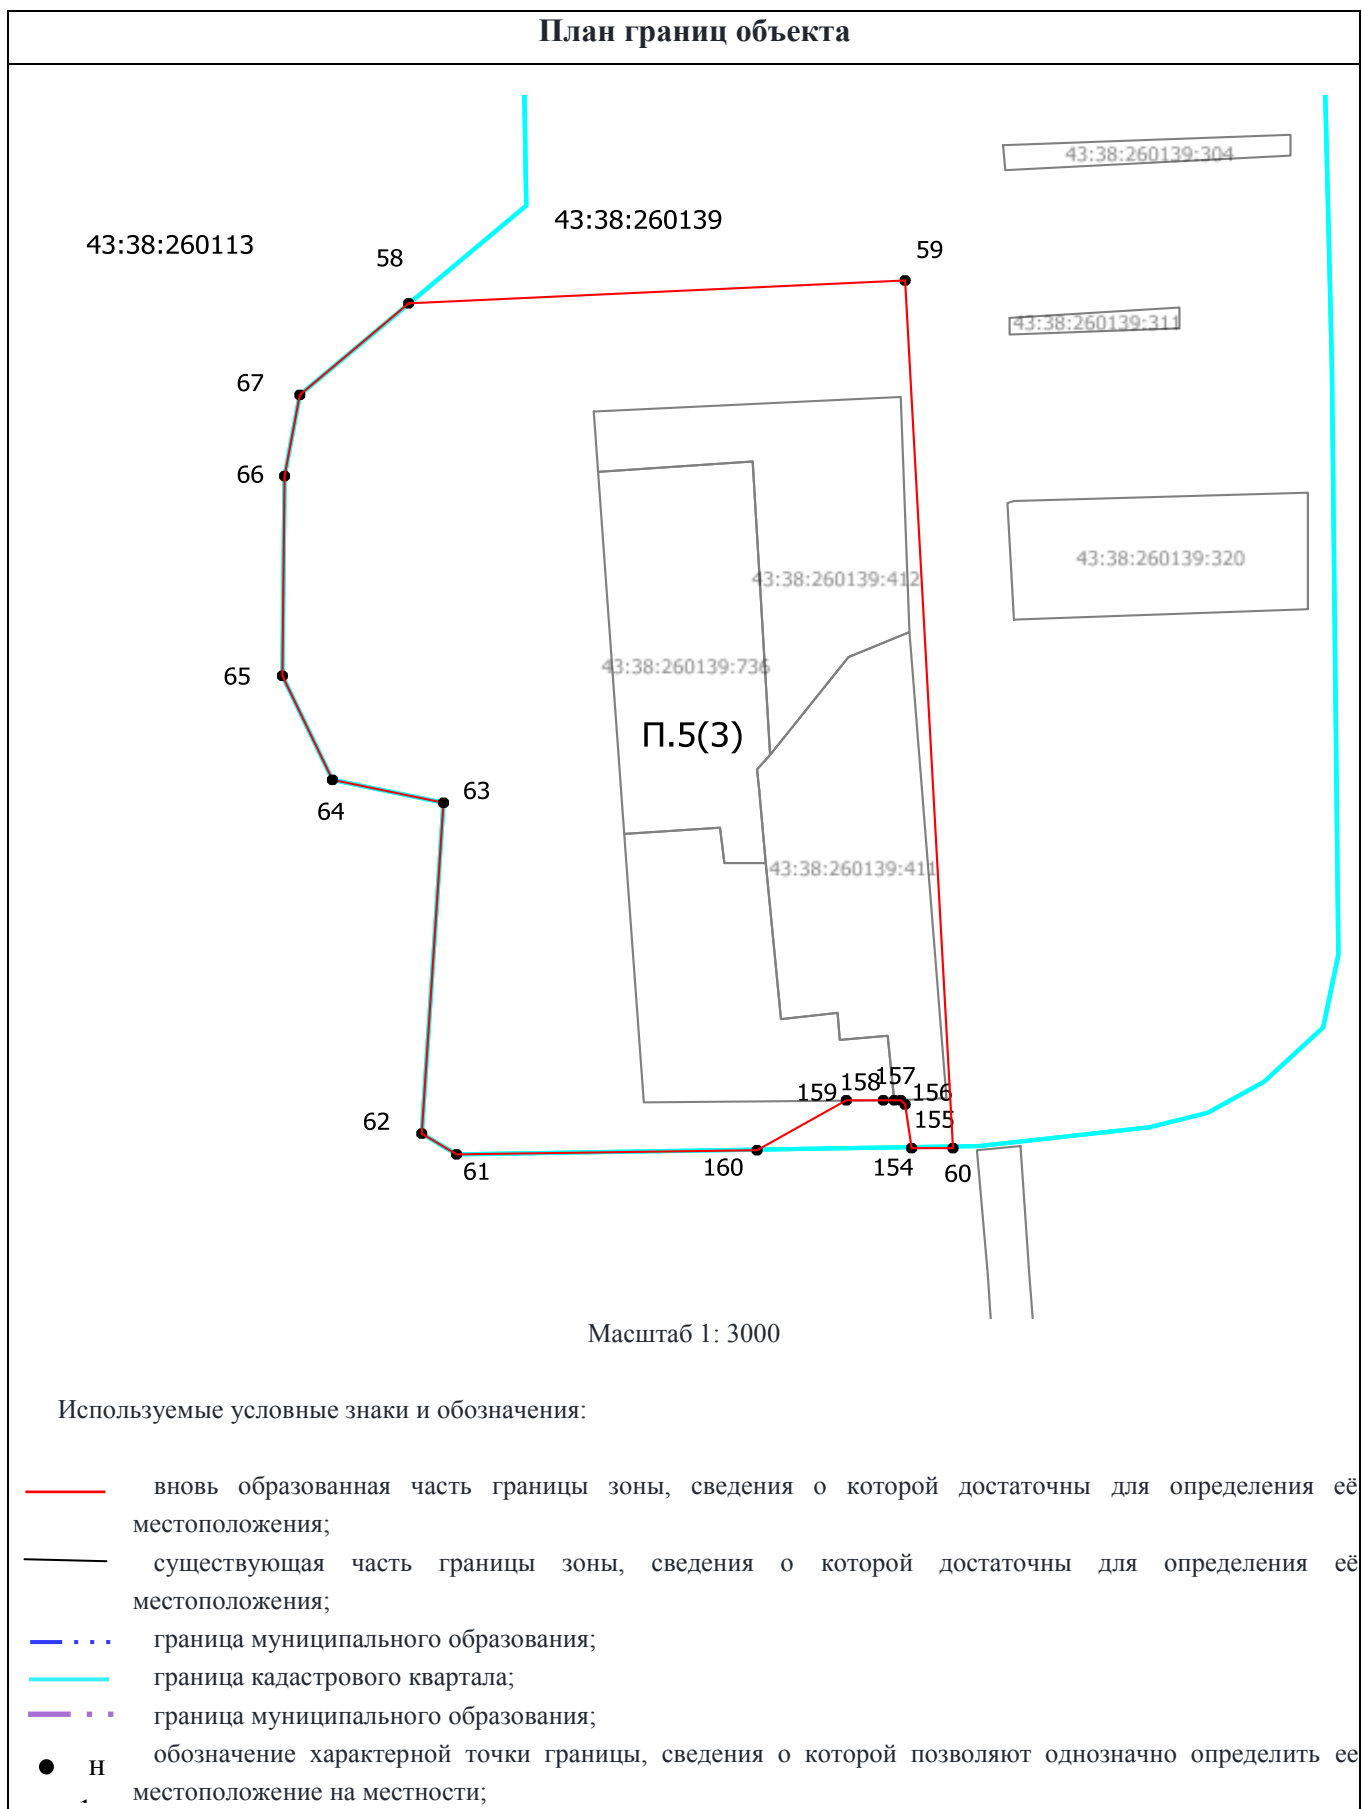 План границ объекта
43:38:260139:304
43:38:260139
43:38:260113
58
59
43:38:260139:311
67
66
43:38:260139:320
43:38:260139:412
43:38:260139:736
65
П.5(3)
63
64
43:38:260139:411
159
158
157
156
155
62
61
160
154
60
Масштаб 1: 3000
Используемые условные знаки и обозначения:
вновь образованная часть границы зоны, сведения о которой достаточны для определения её
местоположения;
существующая часть границы зоны, сведения о которой достаточны для определения её
местоположения;
граница муниципального образования;
граница кадастрового квартала;
граница муниципального образования;
обозначение характерной точки границы, сведения о которой позволяют однозначно определить ее
н
местоположение на местности;